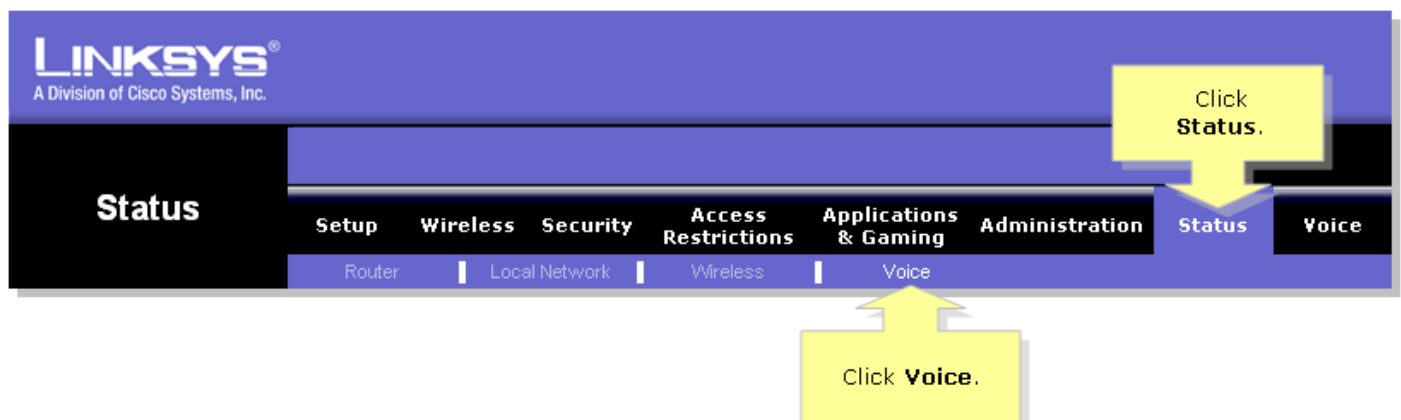 LINKSYS®
A Division of Cisco Systems, Inc.
Click
Status.
Status
Setup Wireless Security Access Restrictions Applications & Gaming Administration Status Voice
Router Local Network Wireless Voice
Click Voice.